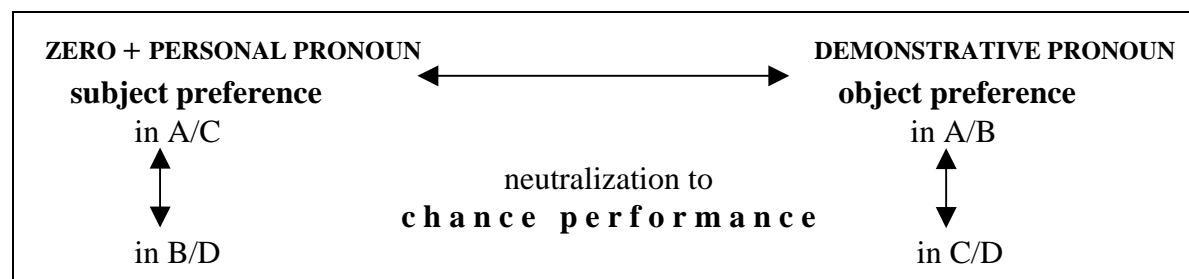 ZERO + PERSONAL PRONOUN DEMONSTRATIVE PRONOUN
subject preference object preference
in A/C in A/B
neutralization to
chance performance
in B/D in C/D